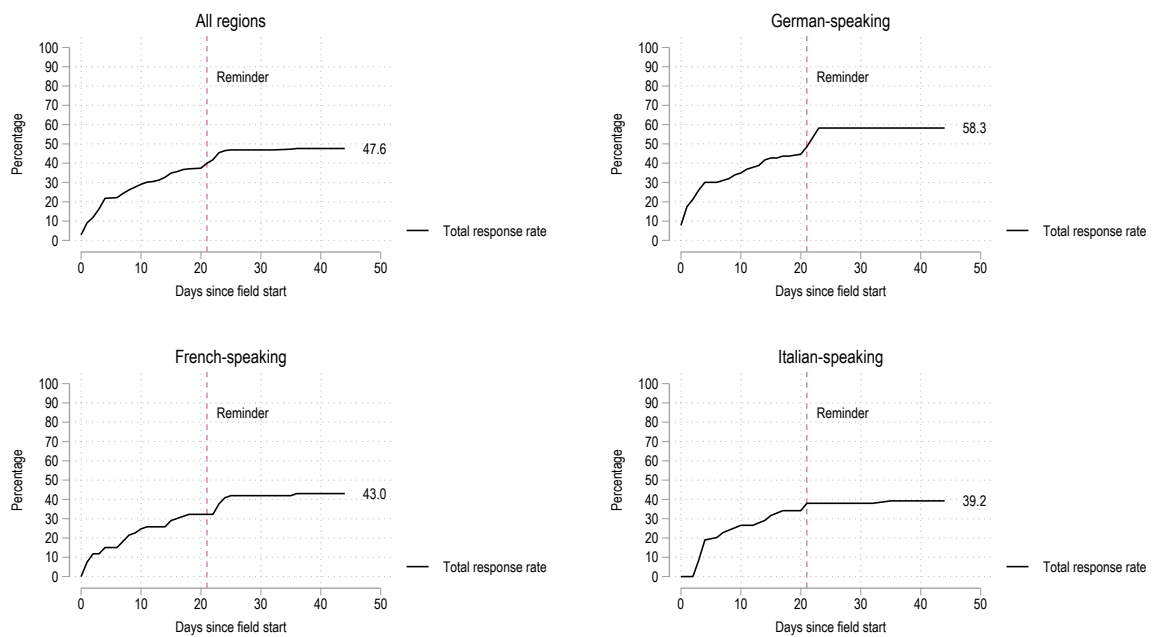 All regions
100
90
80
70
60
50
40
30
20
10
0
Percentage
Reminder
47.6
Total response rate
0 10 20 30 40 50
Days since field start
German-speaking
100
90
80
70
60
50
40
30
20
10
0
Percentage
Reminder
58.3
Total response rate
0 10 20 30 40 50
Days since field start
French-speaking
100
90
80
70
60
50
40
30
20
10
0
Percentage
Reminder
43.0
Total response rate
0 10 20 30 40 50
Days since field start
Italian-speaking
100
90
80
70
60
50
40
30
20
10
0
Percentage
Reminder
39.2
Total response rate
0 10 20 30 40 50
Days since field start